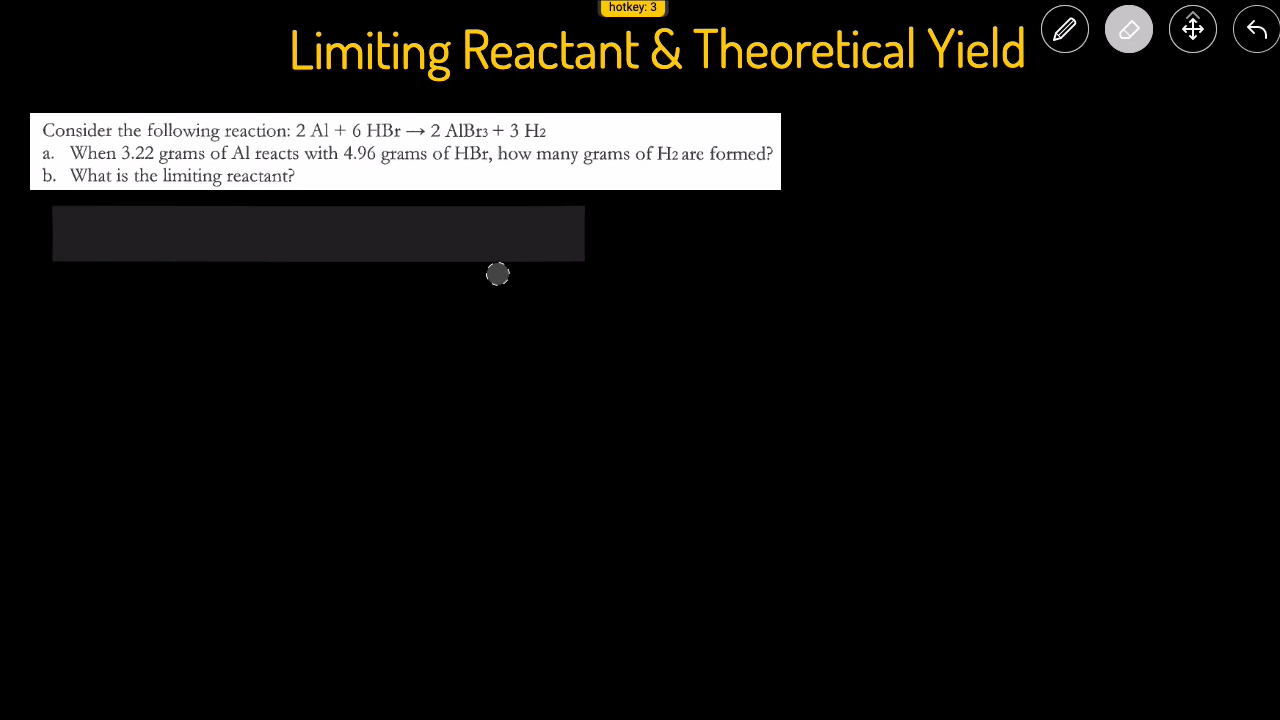 hotkey: 3
Limiting Reactant & Theoretical Yield
Consider the following reaction: 2 Al + 6 HBr → 2 AlBr3 + 3 H2
a. When 3.22 grams of Al reacts with 4.96 grams of HBr, how many grams of H2 are formed?
b. What is the limiting reactant?